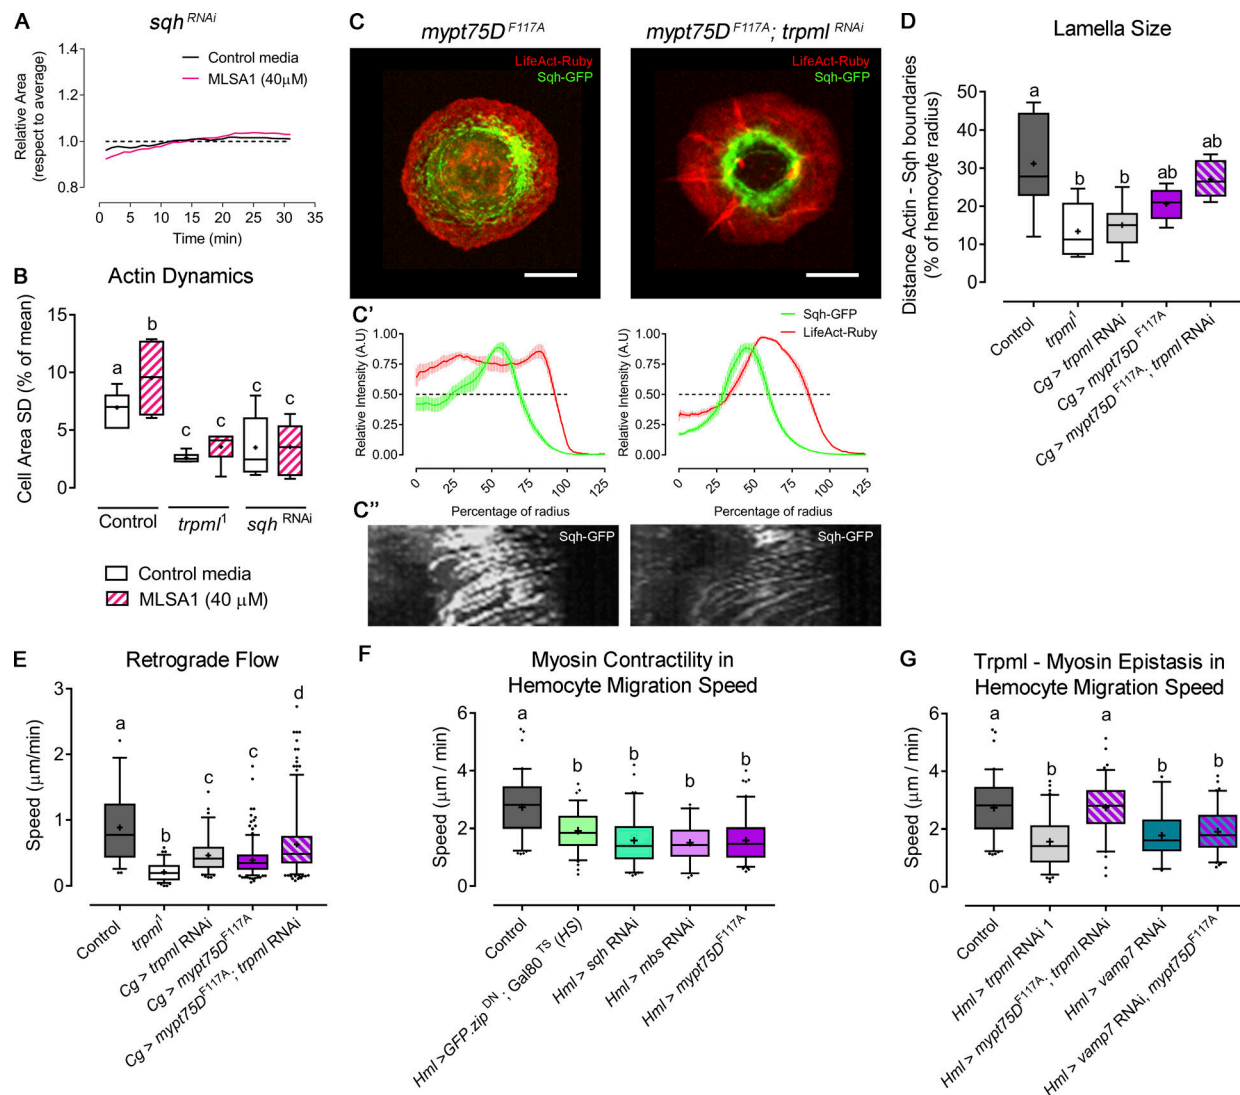 A
sqh RNAi
Control media
MLSA1 (40μM)
Relative Area
(respect to average)
1.4
1.2
1.0
0.8
0 5 10 15 20 25 30 35
Time (min)
B
Actin Dynamics
Cell Area SD (% of mean)
15
10
5
0
a
b
c
c
c
c
Control
trpml1
sqh RNAi
Control media
MLSA1 (40 μM)
C
mypt75D F117A
LifeAct-Ruby
Sqh-GFP
mypt75D F117A; trpml RNAi
LifeAct-Ruby
Sqh-GFP
C'
Sqh-GFP
LifeAct-Ruby
Relative Intensity (A.U)
1.00
0.75
0.50
0.25
0.00
0 25 50 75 100 125
Percentage of radius
Relative Intensity (A.U)
1.00
0.75
0.50
0.25
0.00
0 25 50 75 100 125
Percentage of radius
C''
Sqh-GFP
Sqh-GFP
D
Lamella Size
Distance Actin - Sqh boundaries
(% of hemocyte radius)
50
40
30
20
10
0
a
b
b
ab
ab
Control
trpml1
Cg > trpml RNAi
Cg > mypt75D F117A
Cg > mypt75D F117A; trpml RNAi
E
Retrograde Flow
Speed (μm/min)
3
2
1
0
a
b
c
c
d
Control
trpml1
Cg > trpml RNAi
Cg > mypt75D F117A
Cg > mypt75D F117A; trpml RNAi
F
Myosin Contractility in
Hemocyte Migration Speed
Speed (μm / min)
6
4
2
0
a
b
b
b
b
Control
Hml >GFP.zip DN ; Gal80 TS (HS)
Hml > sqh RNAi
Hml > mbs RNAi
Hml > mypt75D F117A
G
Trpml - Myosin Epistasis in
Hemocyte Migration Speed
Speed (μm / min)
6
4
2
0
a
b
a
b
b
Control
Hml > trpml RNAi 1
Hml > mypt75D F117A; trpml RNAi
Hml > vamp7 RNAi
Hml > vamp7 RNAi, mypt75D F117A